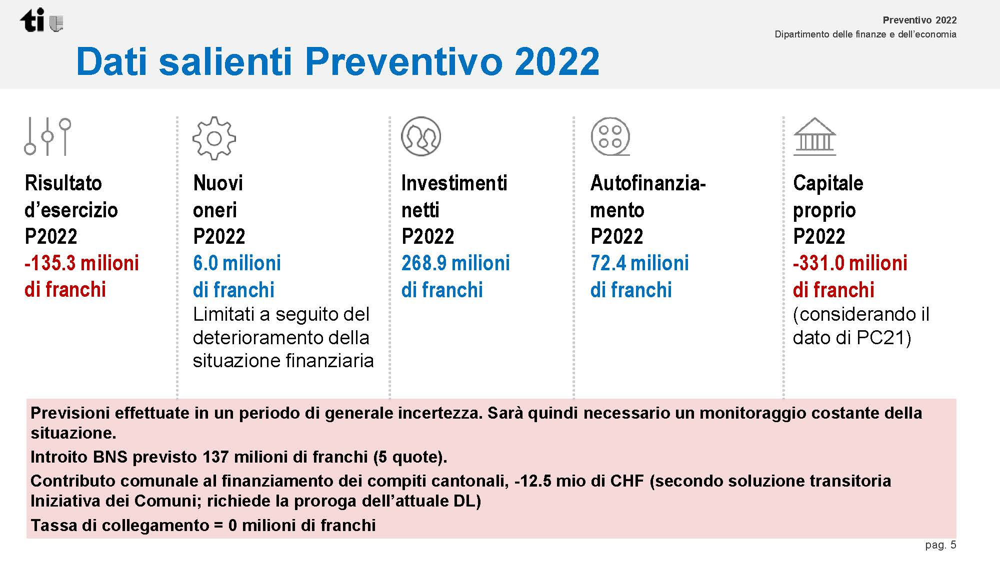 ti
Preventivo 2022
Dipartimento delle finanze e dell’economia
Dati salienti Preventivo 2022
Risultato
d’esercizio
P2022
-135.3 milioni
di franchi
Nuovi
oneri
P2022
6.0 milioni
di franchi
Limitati a seguito del
deterioramento della
situazione finanziaria
Investimenti
netti
P2022
268.9 milioni
di franchi
Autofinanzia-
mento
P2022
72.4 milioni
di franchi
Capitale
proprio
P2022
-331.0 milioni
di franchi
(considerando il
dato di PC21)
Previsioni effettuate in un periodo di generale incertezza. Sarà quindi necessario un monitoraggio costante della
situazione.
Introito BNS previsto 137 milioni di franchi (5 quote).
Contributo comunale al finanziamento dei compiti cantonali, -12.5 mio di CHF (secondo soluzione transitoria
Iniziativa dei Comuni; richiede la proroga dell’attuale DL)
Tassa di collegamento = 0 milioni di franchi
pag. 5